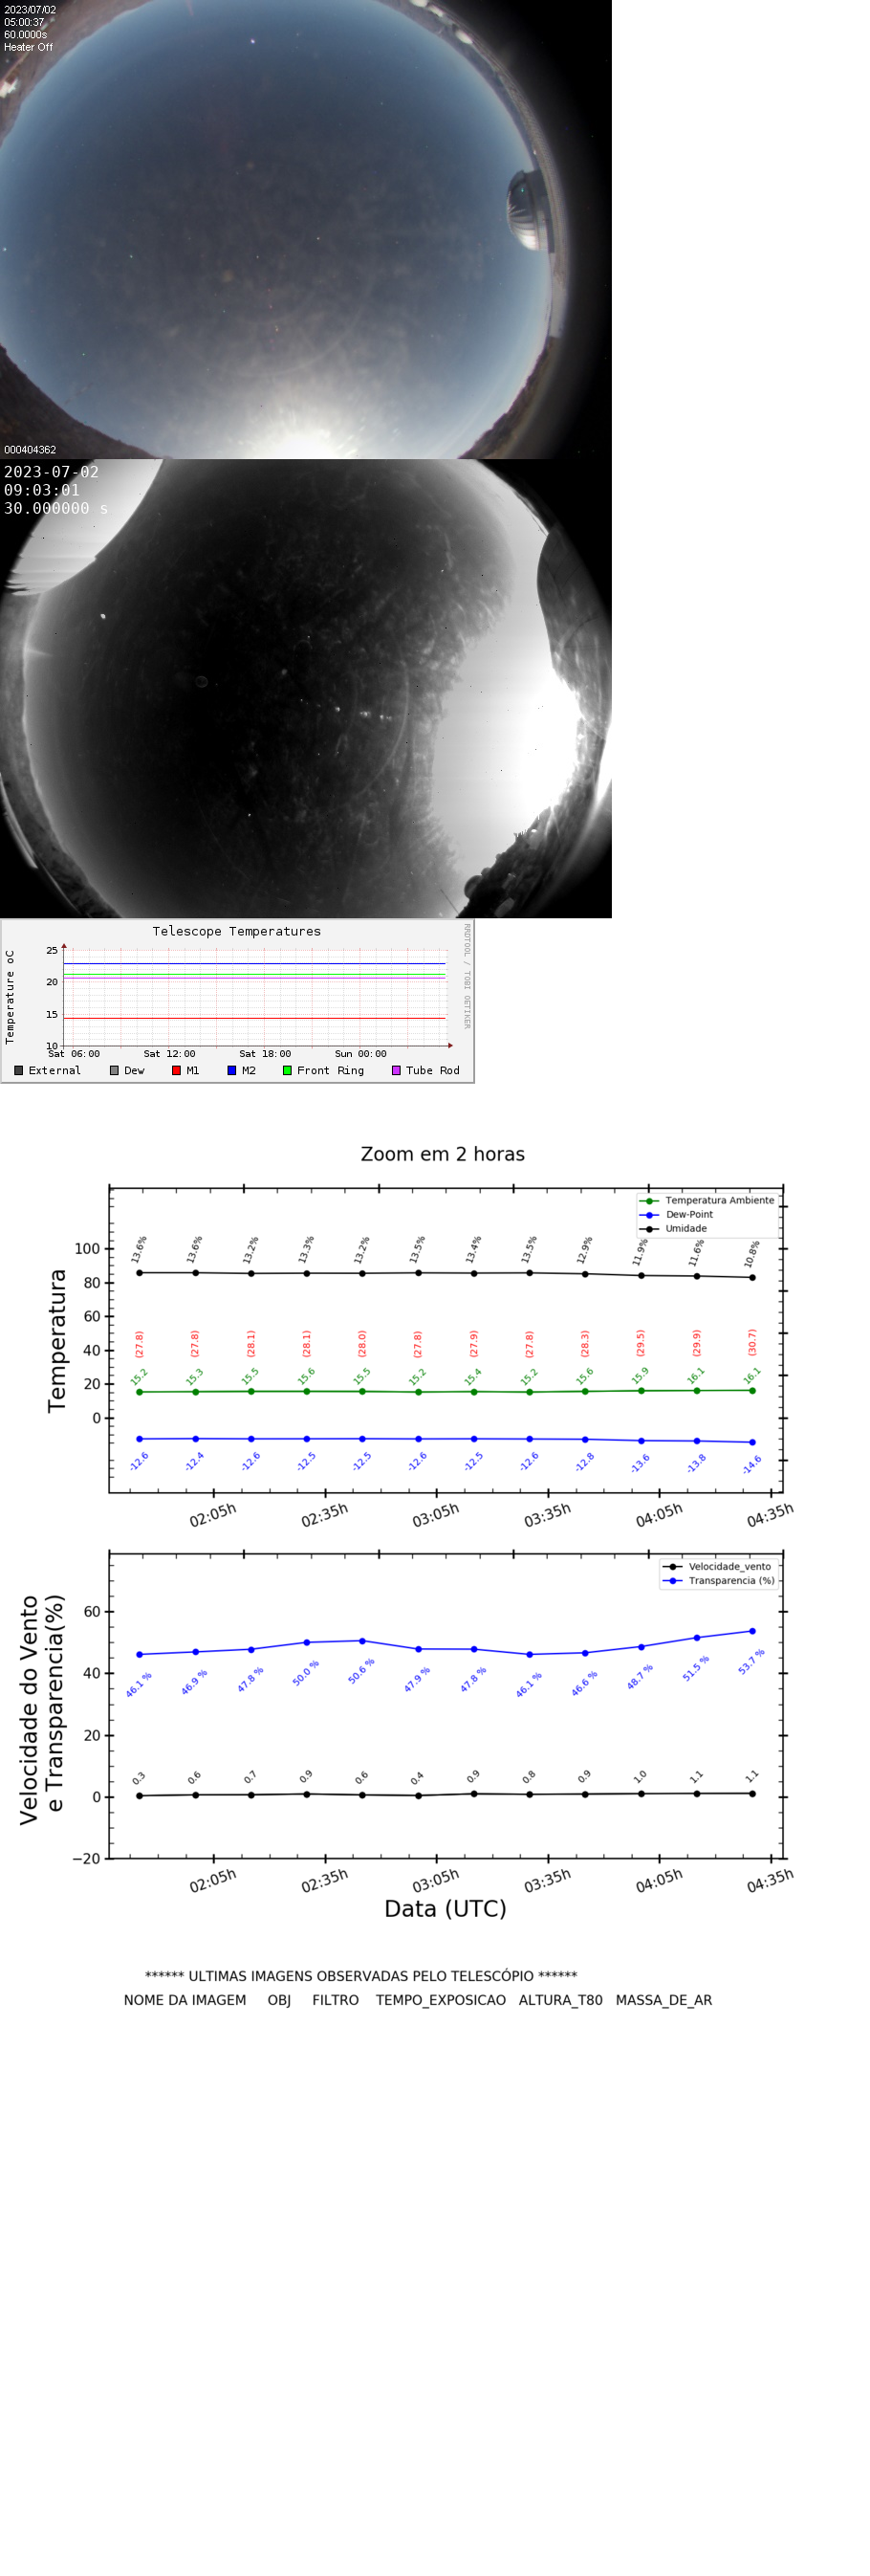 2023/07/02
05:00:37
60.0000s
Heater Off
000404362
2023-07-02
09:03:01
30.000000 s
Telescope Temperatures
RRDTOOL / TOBI OETIKER
Temperature oC
25
20
15
10
Sat 06:00 Sat 12:00 Sat 18:00 Sun 00:00
External Dew M1 M2 Front Ring Tube Rod
Zoom em 2 horas
Temperatura Ambiente
Dew-Point
Umidade
Temperatura
100
80
60
40
20
0
13.6% 13.6% 13.2% 13.3% 13.2% 13.5% 13.4% 13.5% 12.9% 11.9% 11.6% 10.8%
(27.8) (27.8) (28.1) (28.1) (28.0) (27.8) (27.9) (27.8) (28.3) (29.5) (29.9) (30.7)
15.2 15.3 15.5 15.6 15.5 15.2 15.4 15.2 15.6 15.9 16.1 16.1
-12.6 -12.4 -12.6 -12.5 -12.5 -12.6 -12.5 -12.6 -12.8 -13.6 -13.8 -14.6
02:05h 02:35h 03:05h 03:35h 04:05h 04:35h
Velocidade_vento
Transparencia (%)
Velocidade do Vento
e Transparencia(%)
60
40
20
0
−20
46.1 % 46.9 % 47.8 % 50.0 % 50.6 % 47.9 % 47.8 % 46.1 % 46.6 % 48.7 % 51.5 % 53.7 %
0.3 0.6 0.7 0.9 0.6 0.4 0.9 0.8 0.9 1.0 1.1 1.1
02:05h 02:35h 03:05h 03:35h 04:05h 04:35h
Data (UTC)
****** ULTIMAS IMAGENS OBSERVADAS PELO TELESCÓPIO ******
NOME DA IMAGEM OBJ FILTRO TEMPO_EXPOSICAO ALTURA_T80 MASSA_DE_AR